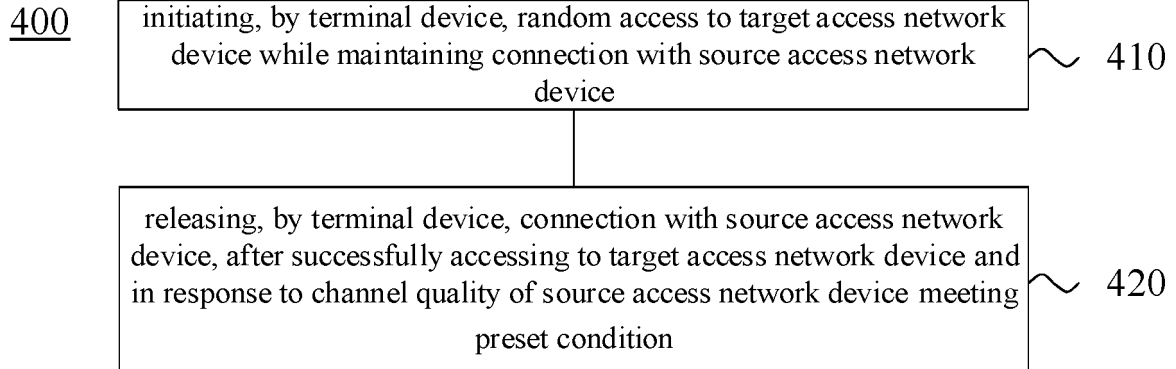 400
initiating, by terminal device, random access to target access network
device while maintaining connection with source access network
device
410
releasing, by terminal device, connection with source access network
device, after successfully accessing to target access network device and
in response to channel quality of source access network device meeting
preset condition
420